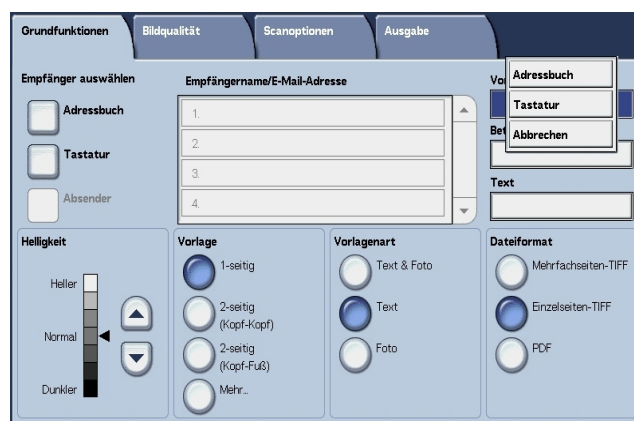 Grundfunktionen
Bildqualität
Scanoptionen
Ausgabe
Empfänger auswählen
Adressbuch
Tastatur
Absender
Empfängername/E-Mail-Adresse
1.
2.
3.
4.
Adressbuch
Tastatur
Abbrechen
Text
Helligkeit
Heller
Normal
Dunkler
Vorlage
1-seitig
2-seitig
(Kopf-Kopf)
2-seitig
(Kopf-Fuß)
Mehr...
Vorlagenart
Text & Foto
Text
Foto
Dateiformat
Mehrfachseiten-TIFF
Einzelseiten-TIFF
PDF